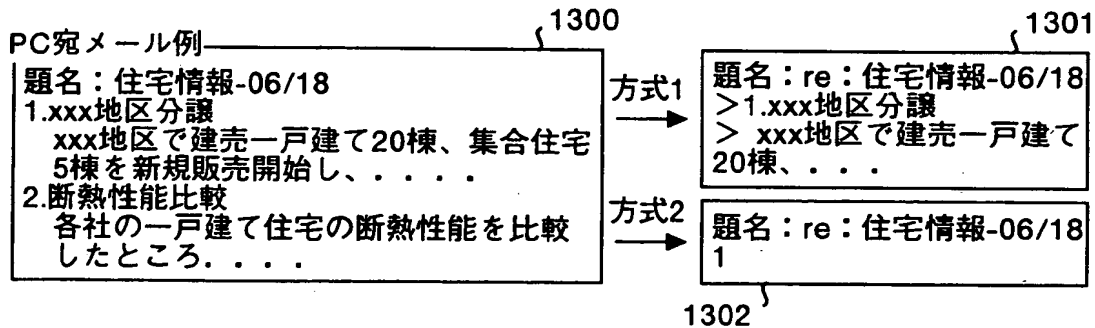 1300
PC宛メール例
題名：住宅情報-06/18
1.xxx地区分譲
xxx地区で建売一戸建て20棟、集合住宅
5棟を新規販売開始し、．．．．
2.断熱性能比較
各社の一戸建て住宅の断熱性能を比較
したところ．．．．
方式1
1301
題名：re：住宅情報-06/18
＞1.xxx地区分譲
＞ xxx地区で建売一戸建て
20棟、．．．
方式2
題名：re：住宅情報-06/18
1
1302